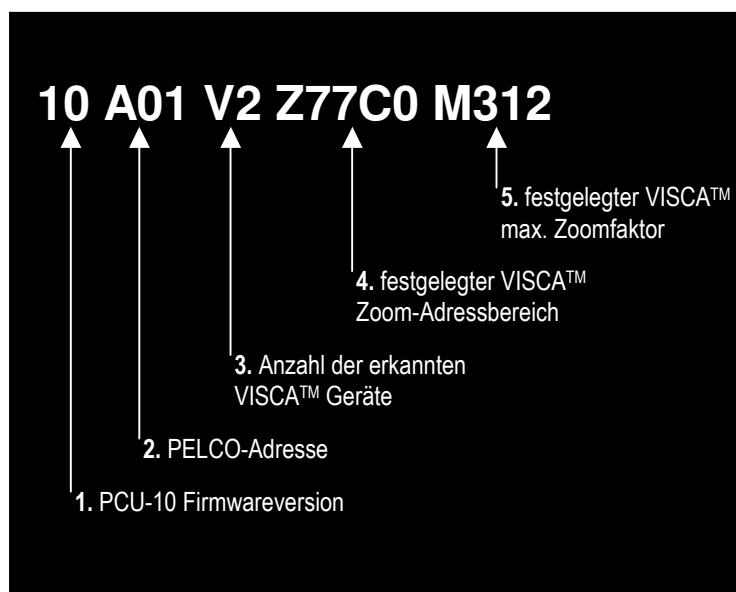 10 A01 V2 Z77C0 M312
5. festgelegter VISCA™
max. Zoomfaktor
4. festgelegter VISCA™
Zoom-Adressbereich
3. Anzahl der erkannten
VISCA™ Geräte
2. PELCO-Adresse
1. PCU-10 Firmwareversion